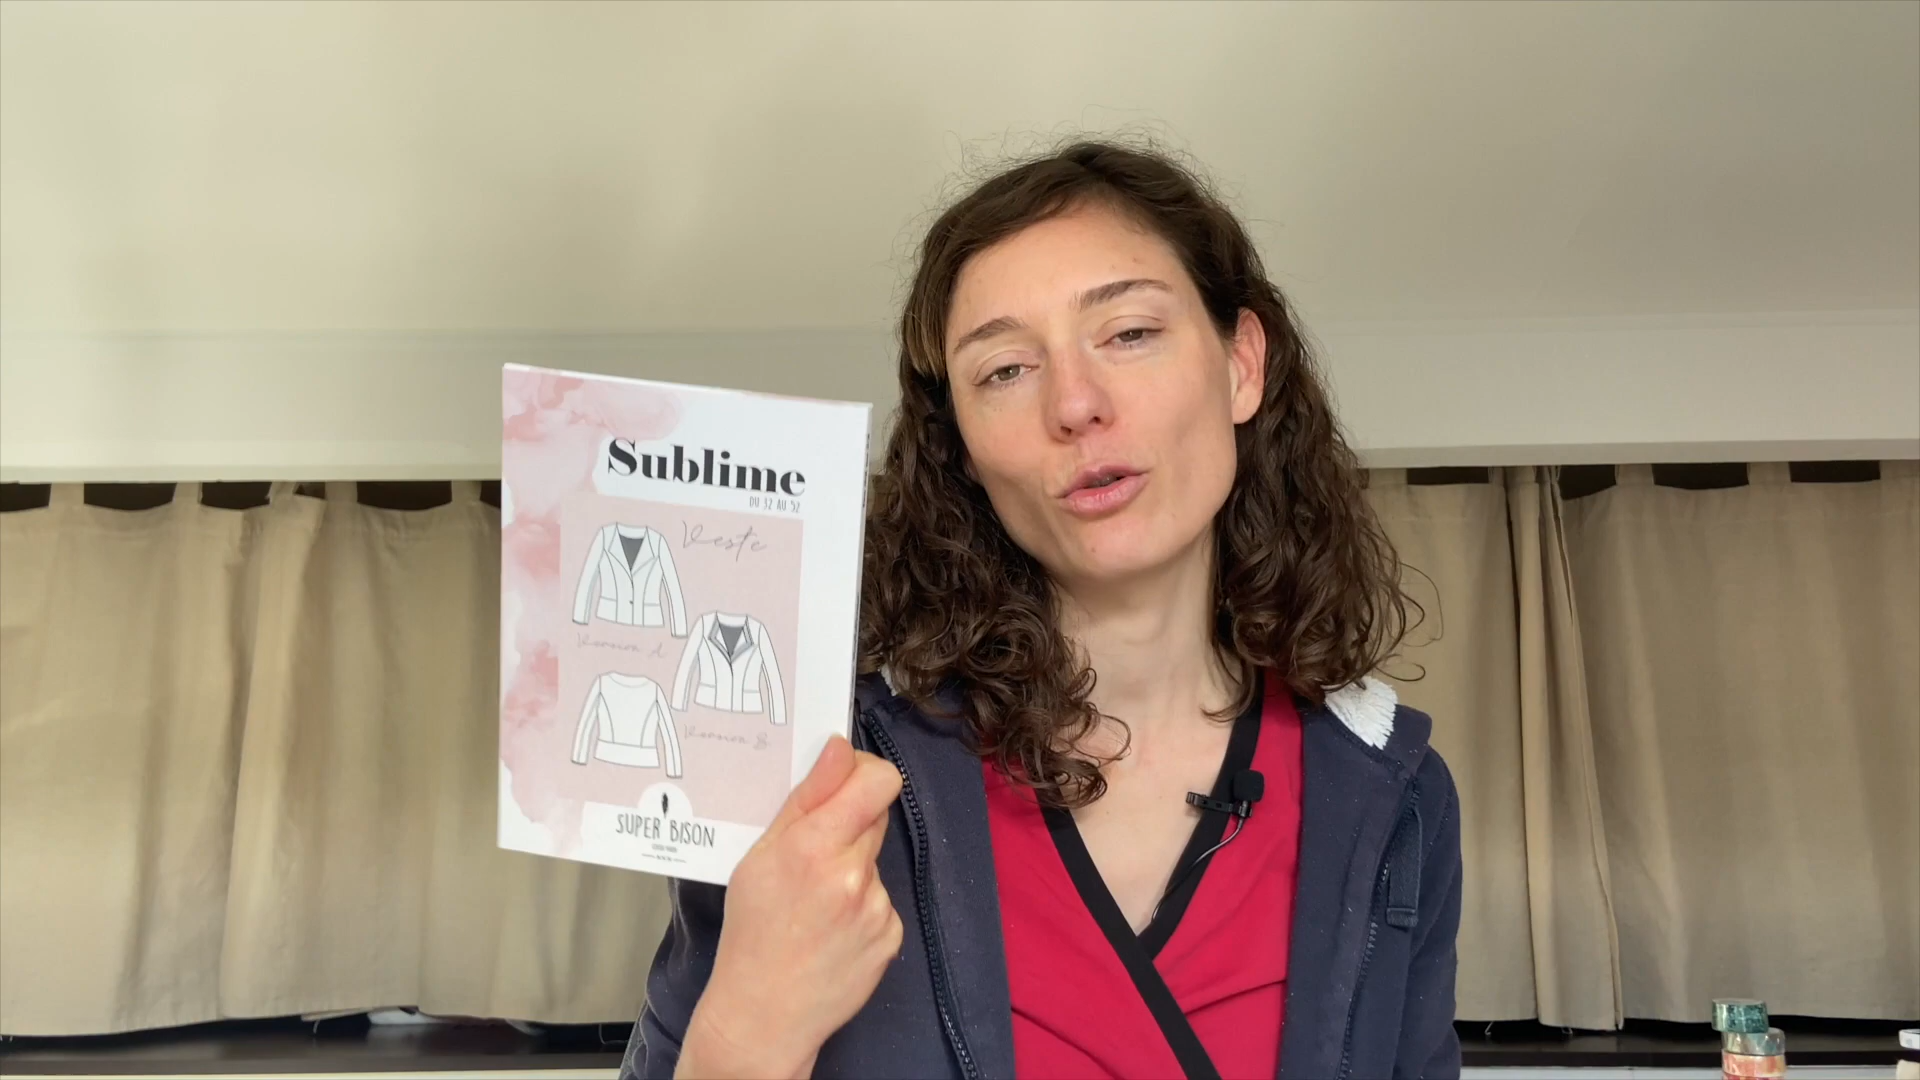 Sublime
DU 32 AU 52
Veste
Version A
Version B
SUPER BISON